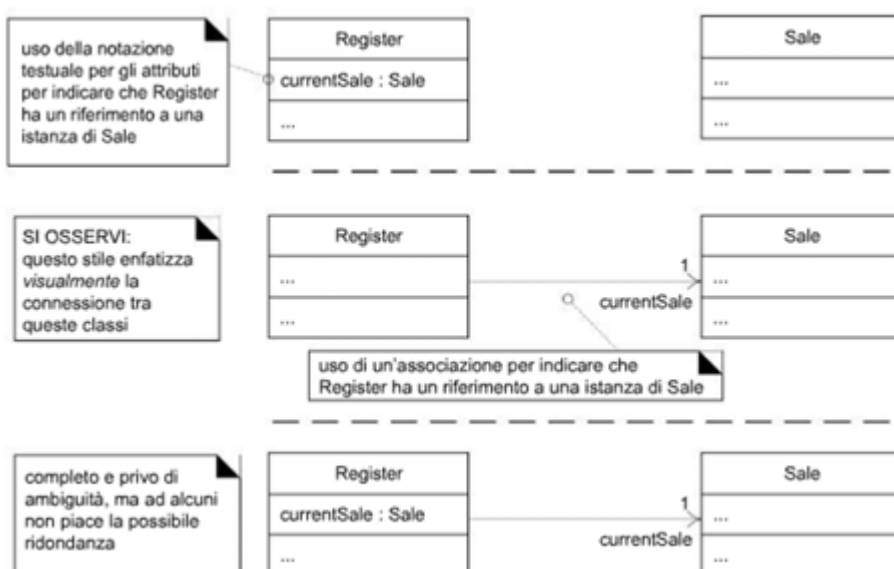 uso della notazione
testuale per gli attributi
per indicare che Register
ha un riferimento a una
istanza di Sale
Register
currentSale : Sale
...
Sale
...
...
SI OSSERVI:
questo stile enfatizza
visualmente la
connessione tra
queste classi
Register
...
...
1
currentSale
Sale
...
...
uso di un'associazione per indicare che
Register ha un riferimento a una istanza di Sale
completo e privo di
ambiguità, ma ad alcuni
non piace la possibile
ridondanza
Register
currentSale : Sale
...
1
currentSale
Sale
...
...